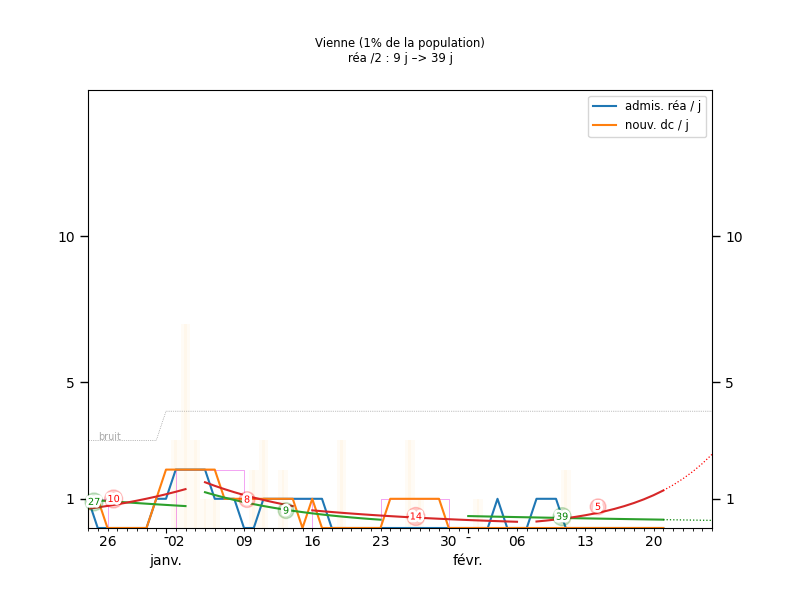 Vienne (1% de la population)
réa /2 : 9 j –> 39 j
admis. réa / j
nouv. dc / j
10 10
5 5
bruit
27 10 8 9 14 39 5
1 1
26 02 09 16 23 30 06 13 20
janv. févr.